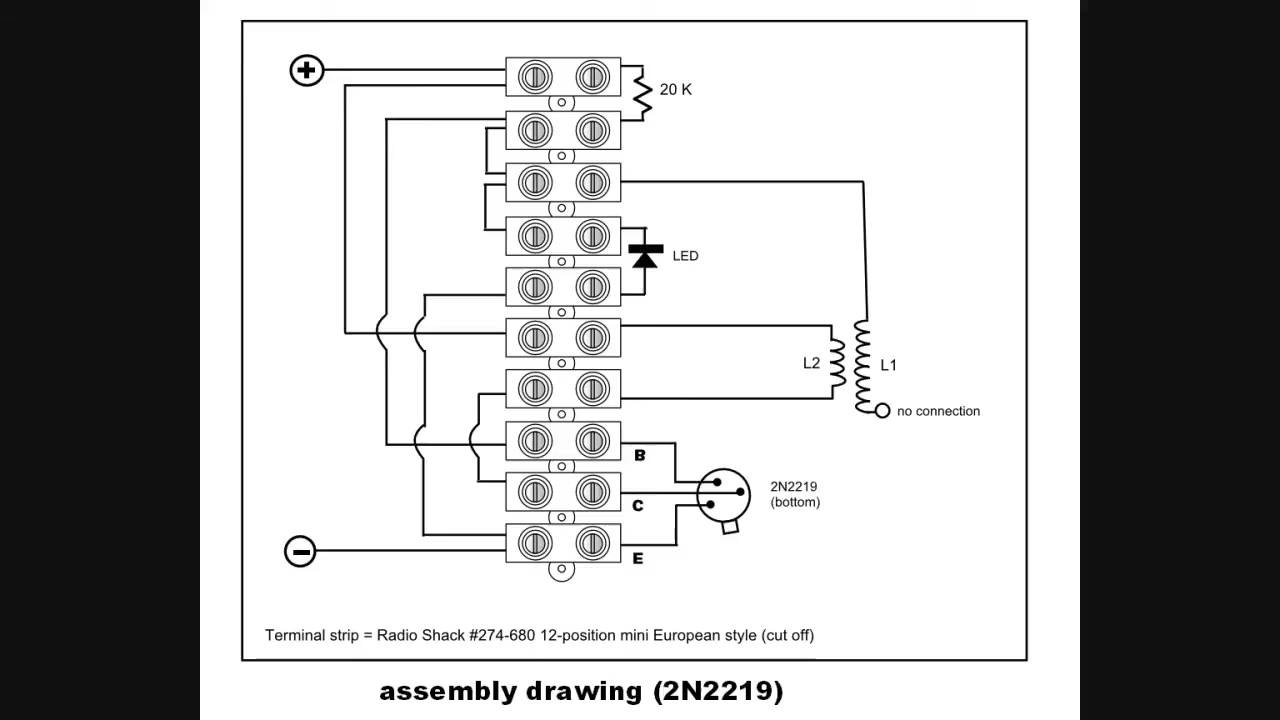 +
20 K
LED
L2
L1
no connection
B
C
2N2219
(bottom)
E
−
Terminal strip = Radio Shack #274-680 12-position mini European style (cut off)
assembly drawing (2N2219)